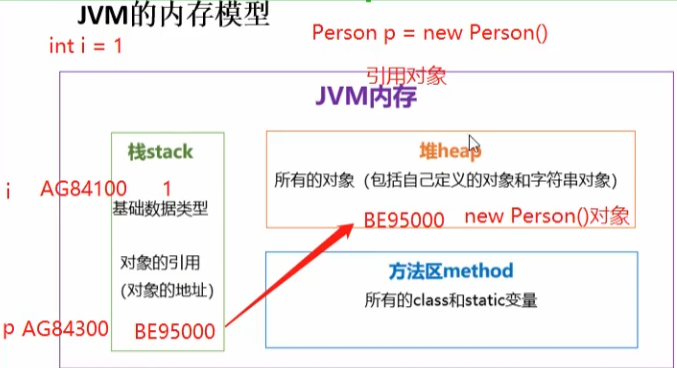 JVM的内存模型
int i = 1
Person p = new Person()
引用对象
JVM内存
栈stack
i AG84100 1
基础数据类型
对象的引用
(对象的地址)
p AG84300 BE95000
堆heap
所有的对象（包括自己定义的对象和字符串对象）
BE95000 new Person()对象
方法区method
所有的class和static变量